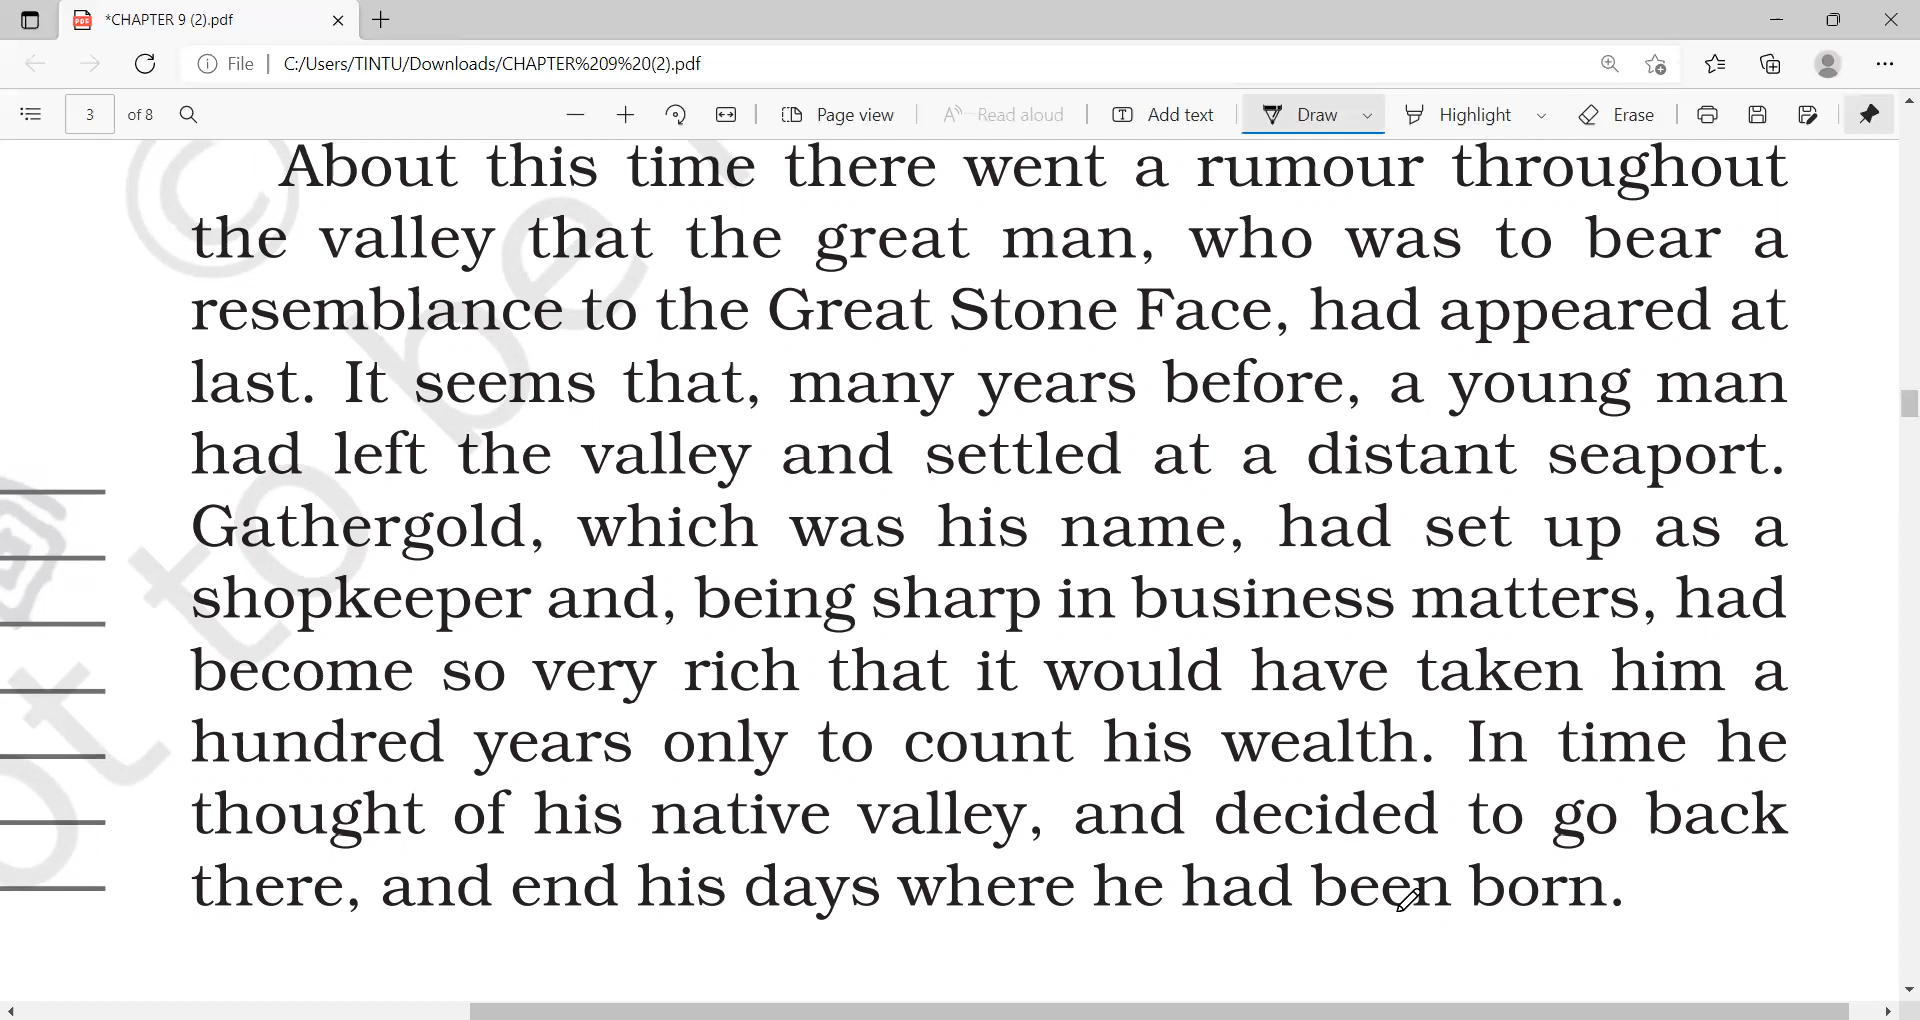 *CHAPTER 9 (2).pdf
File | C:/Users/TINTU/Downloads/CHAPTER%209%20(2).pdf
3 of 8 Page view Read aloud Add text Draw Highlight Erase
About this time there went a rumour throughout
the valley that the great man, who was to bear a
resemblance to the Great Stone Face, had appeared at
last. It seems that, many years before, a young man
had left the valley and settled at a distant seaport.
Gathergold, which was his name, had set up as a
shopkeeper and, being sharp in business matters, had
become so very rich that it would have taken him a
hundred years only to count his wealth. In time he
thought of his native valley, and decided to go back
there, and end his days where he had been born.
©
to be